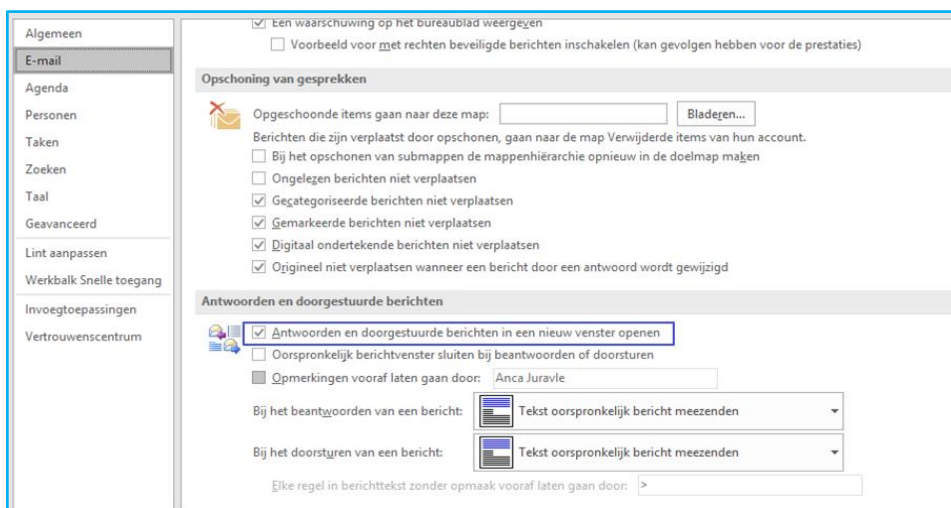 Algemeen
E-mail
Agenda
Personen
Taken
Zoeken
Taal
Geavanceerd
Lint aanpassen
Werkbalk Snelle toegang
Invoegtoepassingen
Vertrouwenscentrum
Een waarschuwing op het bureaublad weergeven
Voorbeeld voor met rechten beveiligde berichten inschakelen (kan gevolgen hebben voor de prestaties)
Opschoning van gesprekken
Opgeschoonde items gaan naar deze map:
Bladeren...
Berichten die zijn verplaatst door opschonen, gaan naar de map Verwijderde items van hun account.
Bij het opschonen van submappen de mappenhiërarchie opnieuw in de doelmap maken
Ongelezen berichten niet verplaatsen
Gecategoriseerde berichten niet verplaatsen
Gemarkeerde berichten niet verplaatsen
Digitaal ondertekende berichten niet verplaatsen
Origineel niet verplaatsen wanneer een bericht door een antwoord wordt gewijzigd
Antwoorden en doorgestuurde berichten
Antwoorden en doorgestuurde berichten in een nieuw venster openen
Oorspronkelijk berichtvenster sluiten bij beantwoorden of doorsturen
Opmerkingen vooraf laten gaan door: Anca Juravle
Bij het beantwoorden van een bericht: Tekst oorspronkelijk bericht meezenden
Bij het doorsturen van een bericht: Tekst oorspronkelijk bericht meezenden
Elke regel in berichttekst zonder opmaak vooraf laten gaan door: >